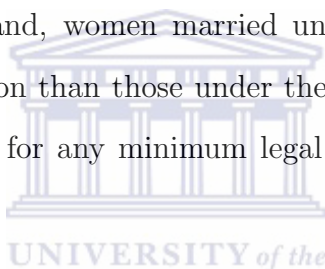 and, women married un
on than those under the
for any minimum legal
UNIVERSITY of the